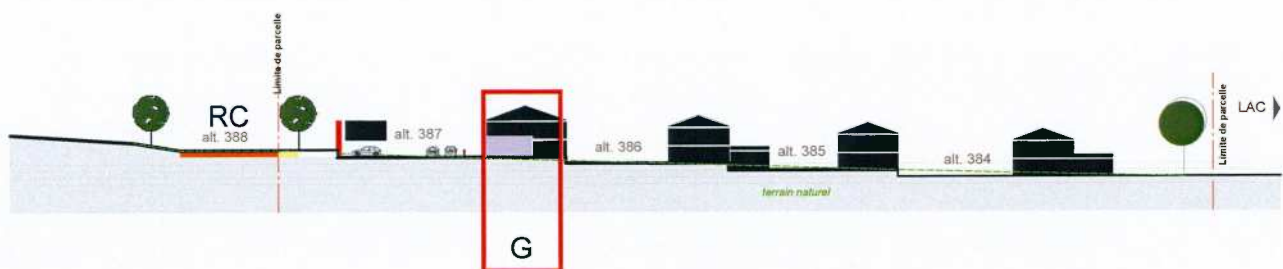 Limite de parcelle
RC
alt. 388
alt. 387
alt. 386
alt. 385
alt. 384
LAC
Limite de parcelle
terrain naturel
G